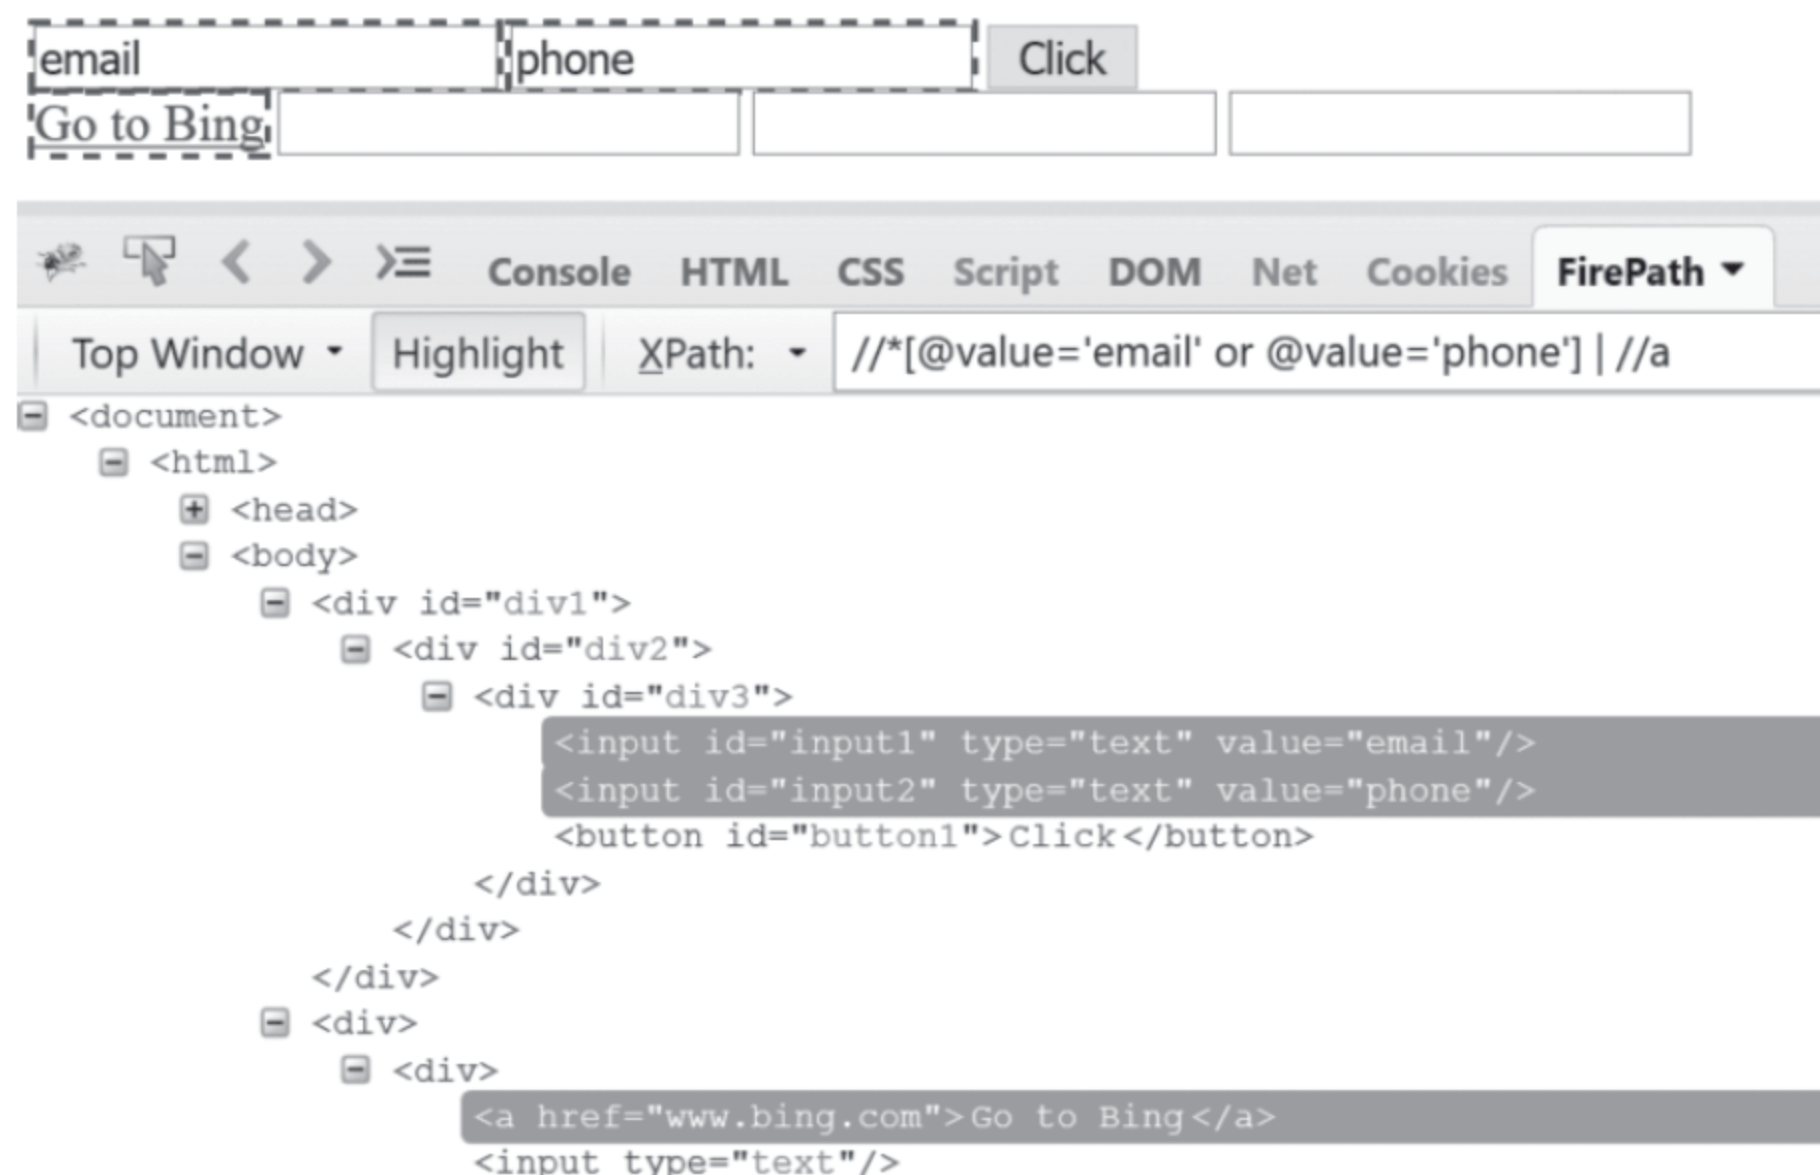 email phone Click
Go to Bing
Console HTML CSS Script DOM Net Cookies FirePath
Top Window Highlight XPath: //*[@value='email' or @value='phone'] | //a
<document>
<html>
<head>
<body>
<div id="div1">
<div id="div2">
<div id="div3">
<input id="input1" type="text" value="email"/>
<input id="input2" type="text" value="phone"/>
<button id="button1">Click</button>
</div>
</div>
</div>
<div>
<div>
<a href="www.bing.com">Go to Bing</a>
<input type="text"/>